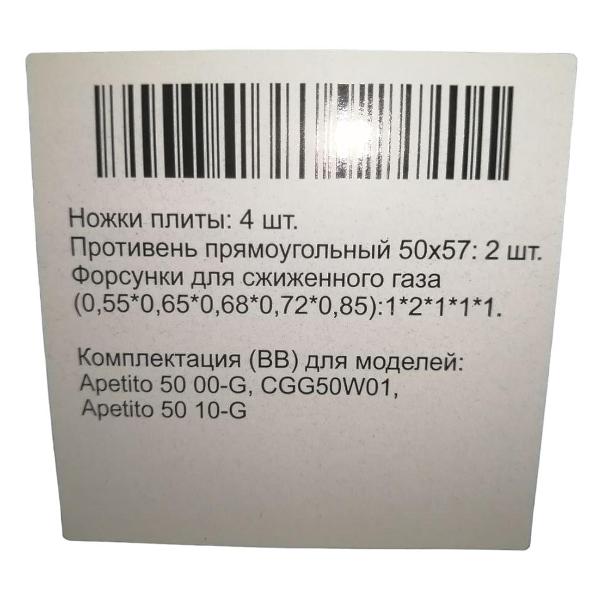 Ножки плиты: 4 шт.
Противень прямоугольный 50х57: 2 шт.
Форсунки для сжиженного газа
(0,55*0,65*0,68*0,72*0,85):1*2*1*1*1.
Комплектация (ВВ) для моделей:
Apetito 50 00-G, CGG50W01,
Apetito 50 10-G